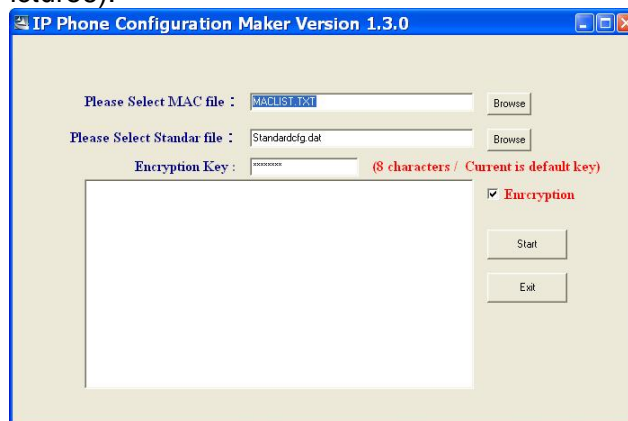 IP Phone Configuration Maker Version 1.3.0
Please Select MAC file :
MACLIST.TXT
Browse
Please Select Standar file :
Standardcfg.dat
Browse
Encryption Key :
********
(8 characters / Current is default key)
Enrcryption
Start
Exit